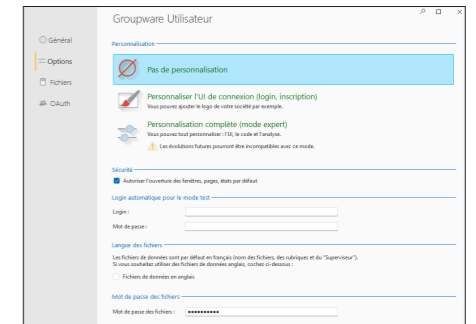 Groupware Utilisateur
Général
Options
Fichiers
OAuth
Personnalisation
Pas de personnalisation
Personnaliser l'UI de connexion (login, inscription)
Vous pouvez ajouter le logo de votre société par exemple.
Personnalisation complète (mode expert)
Vous pouvez tout personnaliser : l'UI, le code et l'analyse.
Les évolutions futures pourront être incompatibles avec ce mode.
Sécurité
Autoriser l'ouverture des fenêtres, pages, états par défaut
Login automatique pour le mode test
Login :
Mot de passe :
Langue des fichiers
Les fichiers de données sont par défaut en français (nom des fichiers, des rubriques et du "Superviseur").
Si vous souhaitez utiliser des fichiers de données anglais, cochez ci-dessous :
Fichiers de données en anglais
Mot de passe des fichiers
Mot de passe des fichiers : ••••••••••